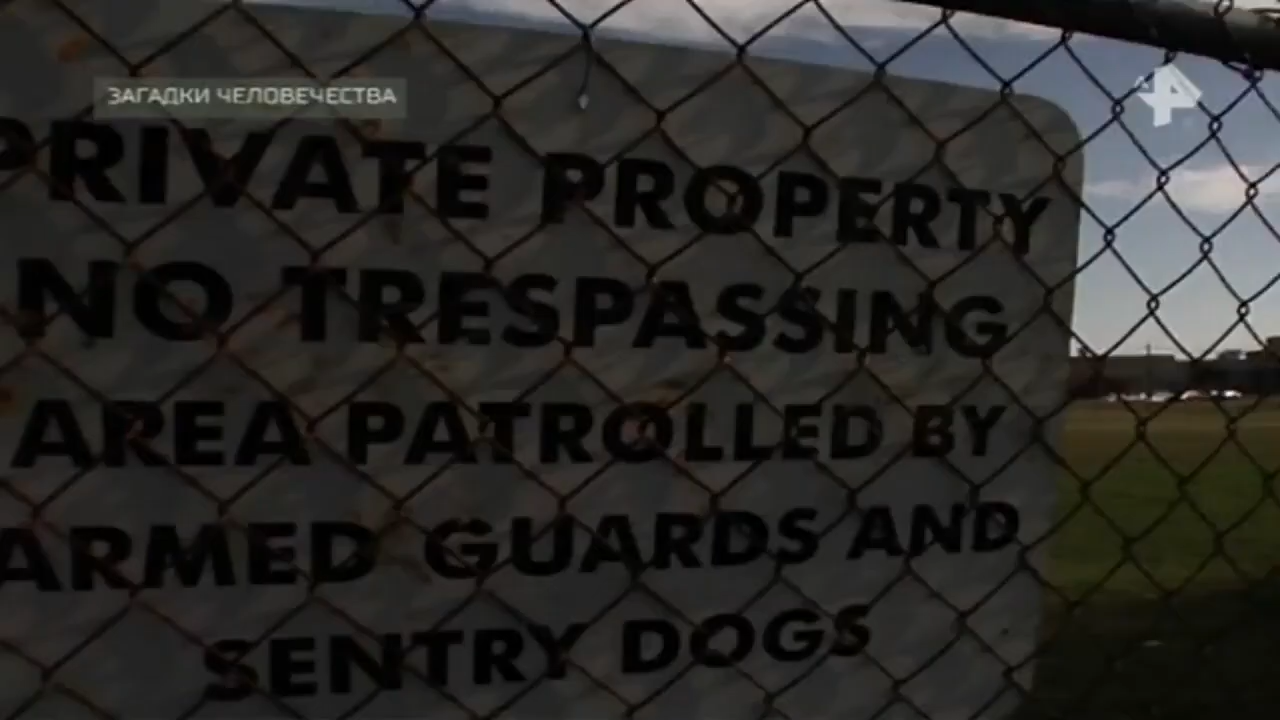 ЗАГАДКИ ЧЕЛОВЕЧЕСТВА
PRIVATE PROPERTY
NO TRESPASSING
AREA PATROLLED BY
ARMED GUARDS AND
SENTRY DOGS